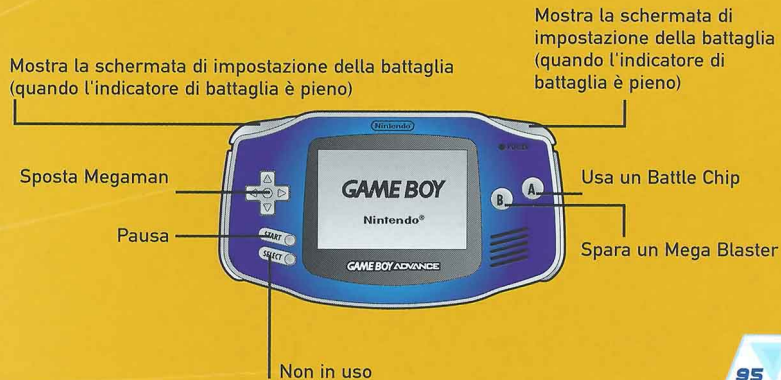 Mostra la schermata di
impostazione della battaglia
(quando l'indicatore di
battaglia è pieno)
Mostra la schermata di impostazione della battaglia
(quando l'indicatore di battaglia è pieno)
Nintendo
POWER
Sposta Megaman
GAME BOY
Nintendo®
A
B
Usa un Battle Chip
Pausa
START
SELECT
Spara un Mega Blaster
GAME BOY ADVANCE
Non in uso
95